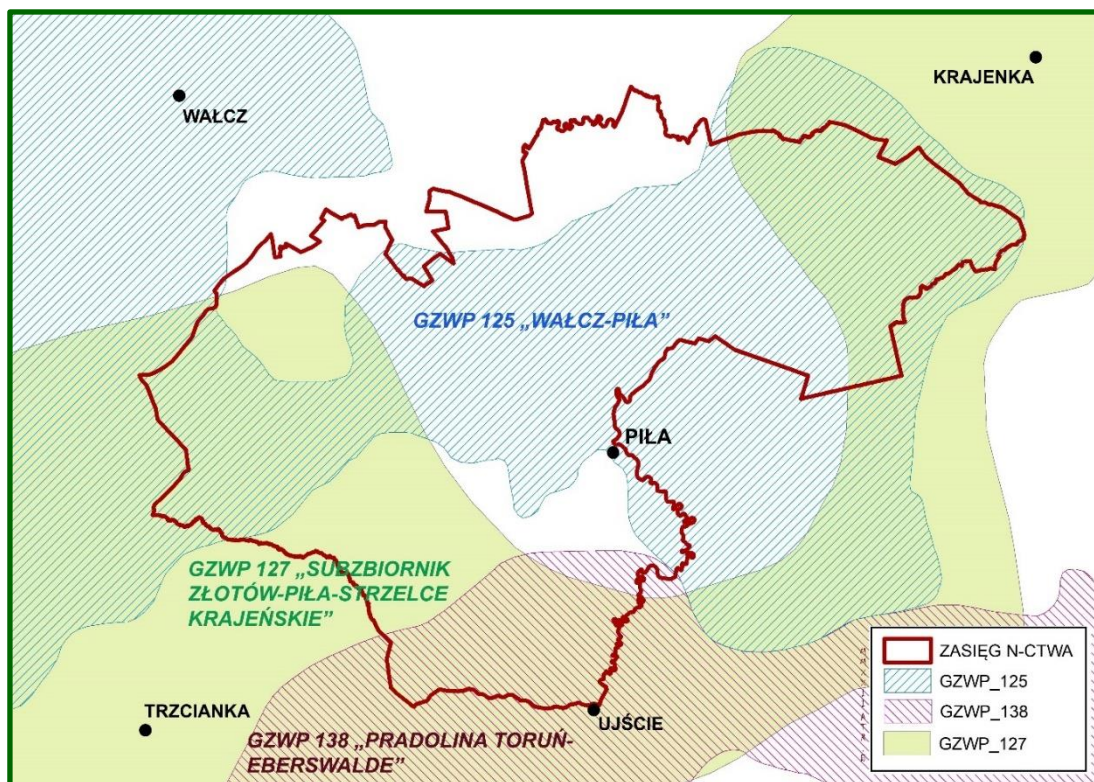 KRAJENKA
WAŁCZ
GZWP 125 „WAŁCZ-PIŁA”
PIŁA
GZWP 127 „SUBZBIORNIK
ZŁOTÓW-PIŁA-STRZELCE
KRAJEŃSKIE”
TRZCIANKA
UJŚCIE
GZWP 138 „PRADOLINA TORUŃ-
EBERSWALDE”
ZASIĘG N-CTWA
GZWP_125
GZWP_138
GZWP_127